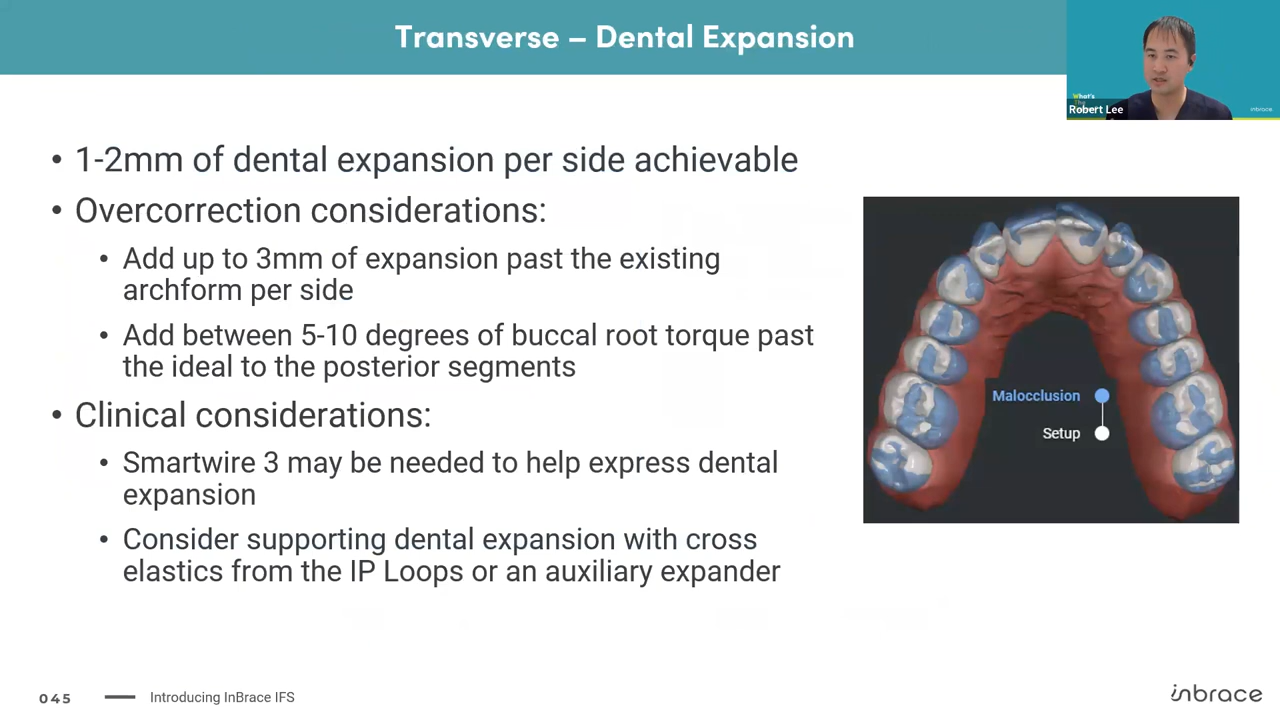 Transverse – Dental Expansion
What's
The
Robert Lee
inbrace
• 1-2mm of dental expansion per side achievable
• Overcorrection considerations:
• Add up to 3mm of expansion past the existing
archform per side
• Add between 5-10 degrees of buccal root torque past
the ideal to the posterior segments
• Clinical considerations:
• Smartwire 3 may be needed to help express dental
expansion
• Consider supporting dental expansion with cross
elastics from the IP Loops or an auxiliary expander
Malocclusion
Setup
045
Introducing InBrace IFS
inbrace